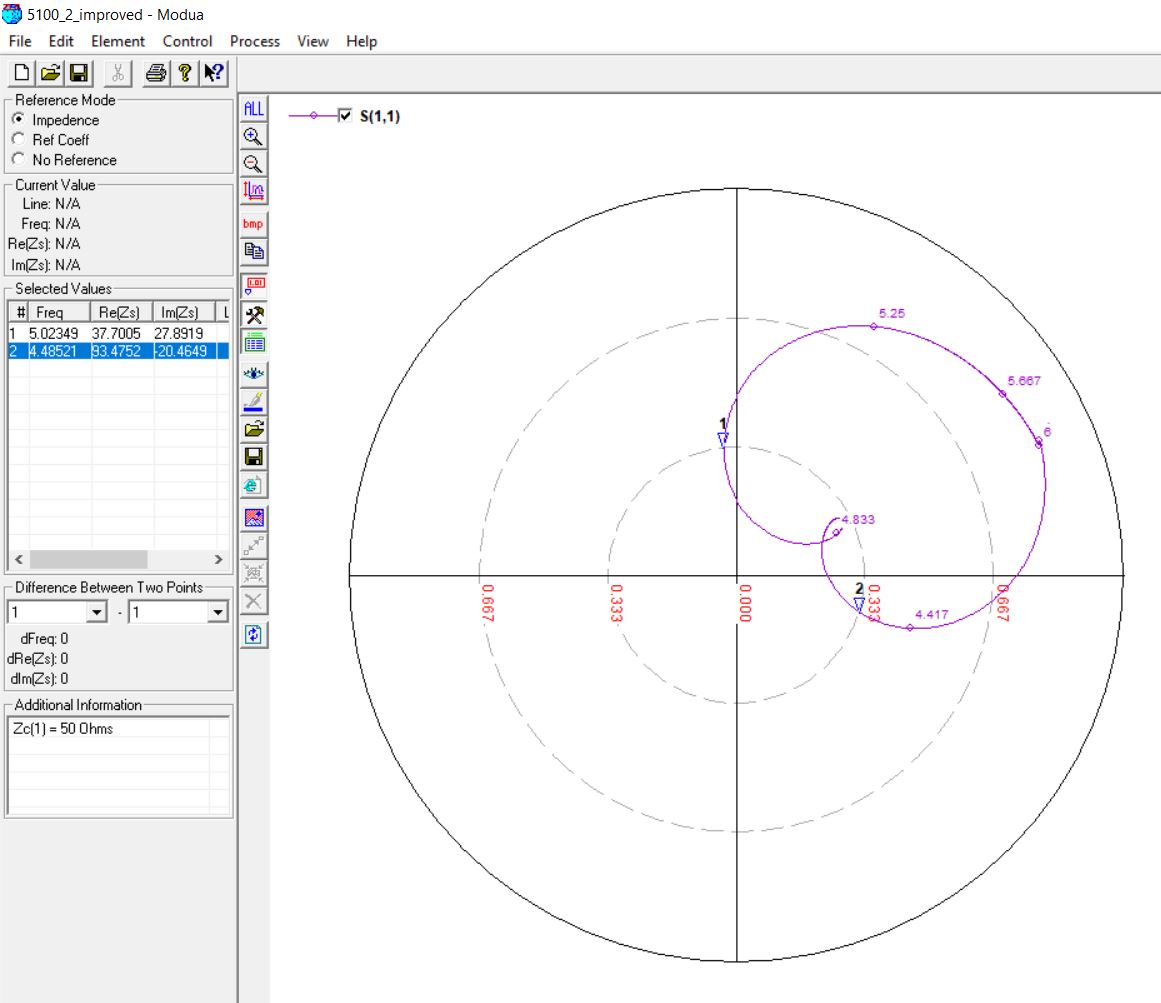 5100_2_improved - Modua
File Edit Element Control Process View Help
Reference Mode
Impedence
Ref Coeff
No Reference
Current Value
Line: N/A
Freq: N/A
Re(Zs): N/A
Im(Zs): N/A
Selected Values
# Freq Re(Zs) Im(Zs) L
1 5.02349 37.7005 27.8919
2 4.48521 93.4752 -20.4649
Difference Between Two Points
1 - 1
dFreq: 0
dRe(Zs): 0
dIm(Zs): 0
Additional Information
Zc(1) = 50 Ohms
ALL
bmp
1.01
S(1,1)
5.25
5.667
6
1
4.833
2
4.417
0.667
0.333
0.000
0.333
0.667